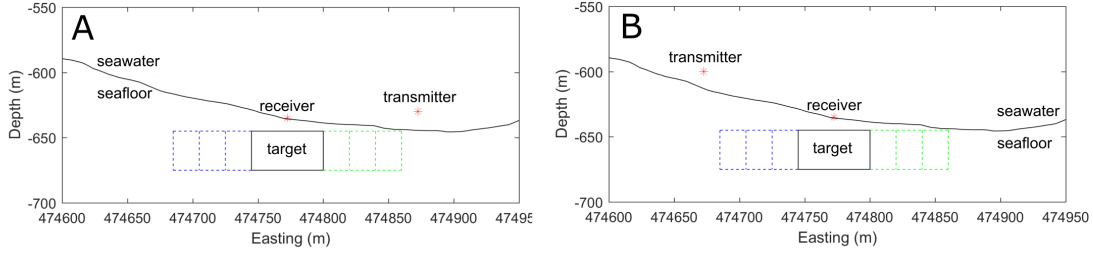 A
-550
-600
-650
-700
Depth (m)
seawater
seafloor
receiver
transmitter
target
474600 474650 474700 474750 474800 474850 474900 47495
Easting (m)
B
-550
-600
-650
-700
Depth (m)
transmitter
receiver
seawater
seafloor
target
474600 474650 474700 474750 474800 474850 474900 474950
Easting (m)